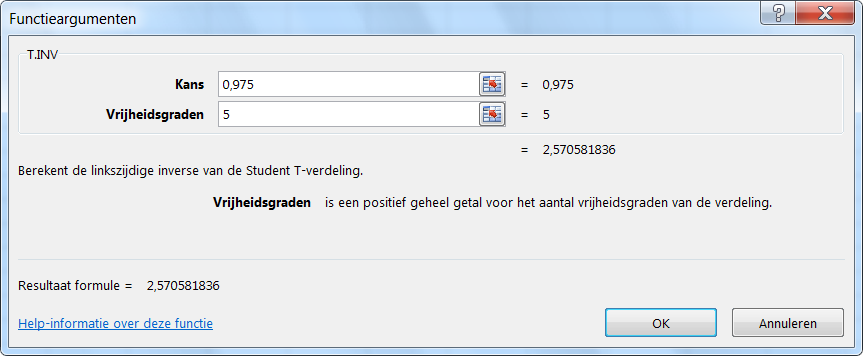 Functieargumenten
T.INV
Kans 0,975 = 0,975
Vrijheidsgraden 5 = 5
= 2,570581836
Berekent de linkszijdige inverse van de Student T-verdeling.
Vrijheidsgraden is een positief geheel getal voor het aantal vrijheidsgraden van de verdeling.
Resultaat formule = 2,570581836
Help-informatie over deze functie
OK Annuleren